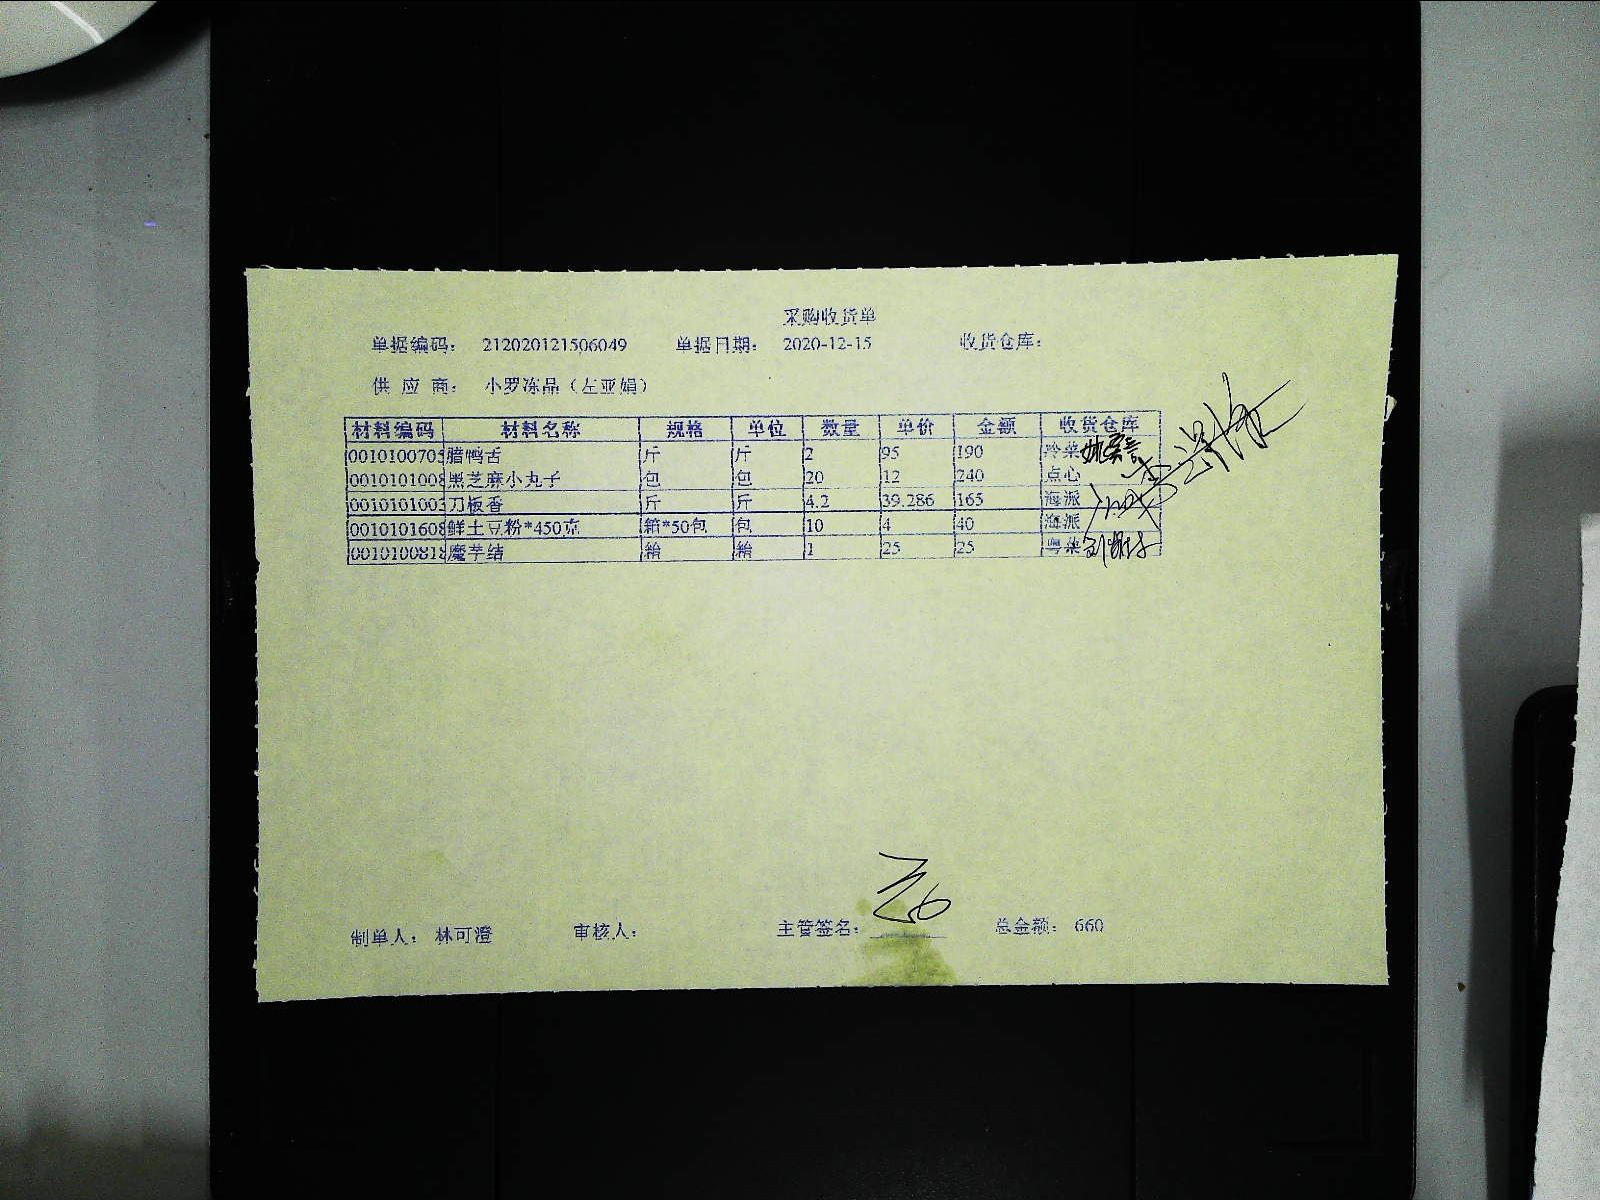 采购收货单
单据编码： 212020121506049 单据日期： 2020-12-15 收货仓库：
供 应 商： 小罗冻品（左亚娟）
材料编码 材料名称 规格 单位 数量 单价 金额 收货仓库
0010100705 腊鸭舌 斤 斤 2 95 190 冷菜
0010101008 黑芝麻小丸子 包 包 20 12 240 点心
0010101003 刀板香 斤 斤 4.2 39.286 165 海派
0010101608 鲜土豆粉*450克 箱*50包 包 10 4 40 海派
0010100818 魔芋结 箱 箱 1 25 25 粤菜
制单人： 林可澄 审核人： 主管签名： 总金额： 660